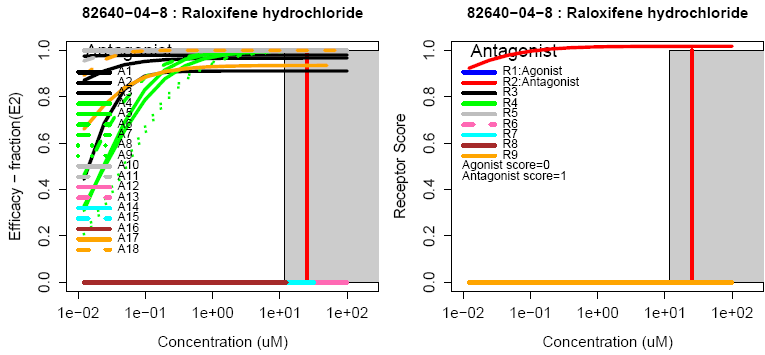 82640-04-8 : Raloxifene hydrochloride
Efficacy - fraction(E2)
1.0
0.8
0.6
0.4
0.2
0.0
Antagonist
A1
A2
A3
A4
A5
A6
A7
A8
A9
A10
A11
A12
A13
A14
A15
A16
A17
A18
1e-02 1e-01 1e+00 1e+01 1e+02
Concentration (uM)
82640-04-8 : Raloxifene hydrochloride
Receptor Score
1.0
0.8
0.6
0.4
0.2
0.0
Antagonist
R1:Agonist
R2:Antagonist
R3
R4
R5
R6
R7
R8
R9
Agonist score=0
Antagonist score=1
1e-02 1e-01 1e+00 1e+01 1e+02
Concentration (uM)